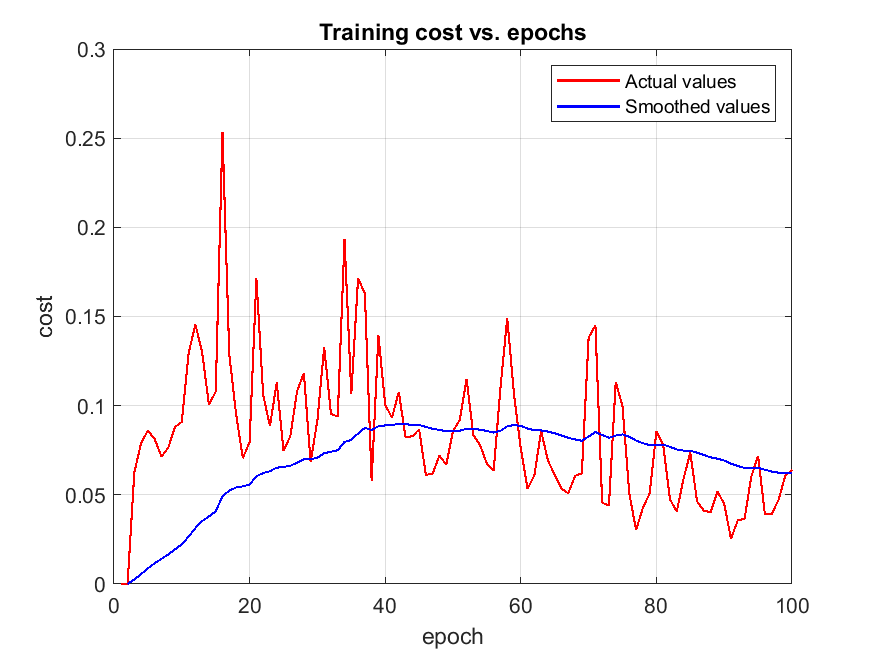 Training cost vs. epochs
Actual values
Smoothed values
0.3
0.25
0.2
0.15
0.1
0.05
0
cost
0 20 40 60 80 100
epoch